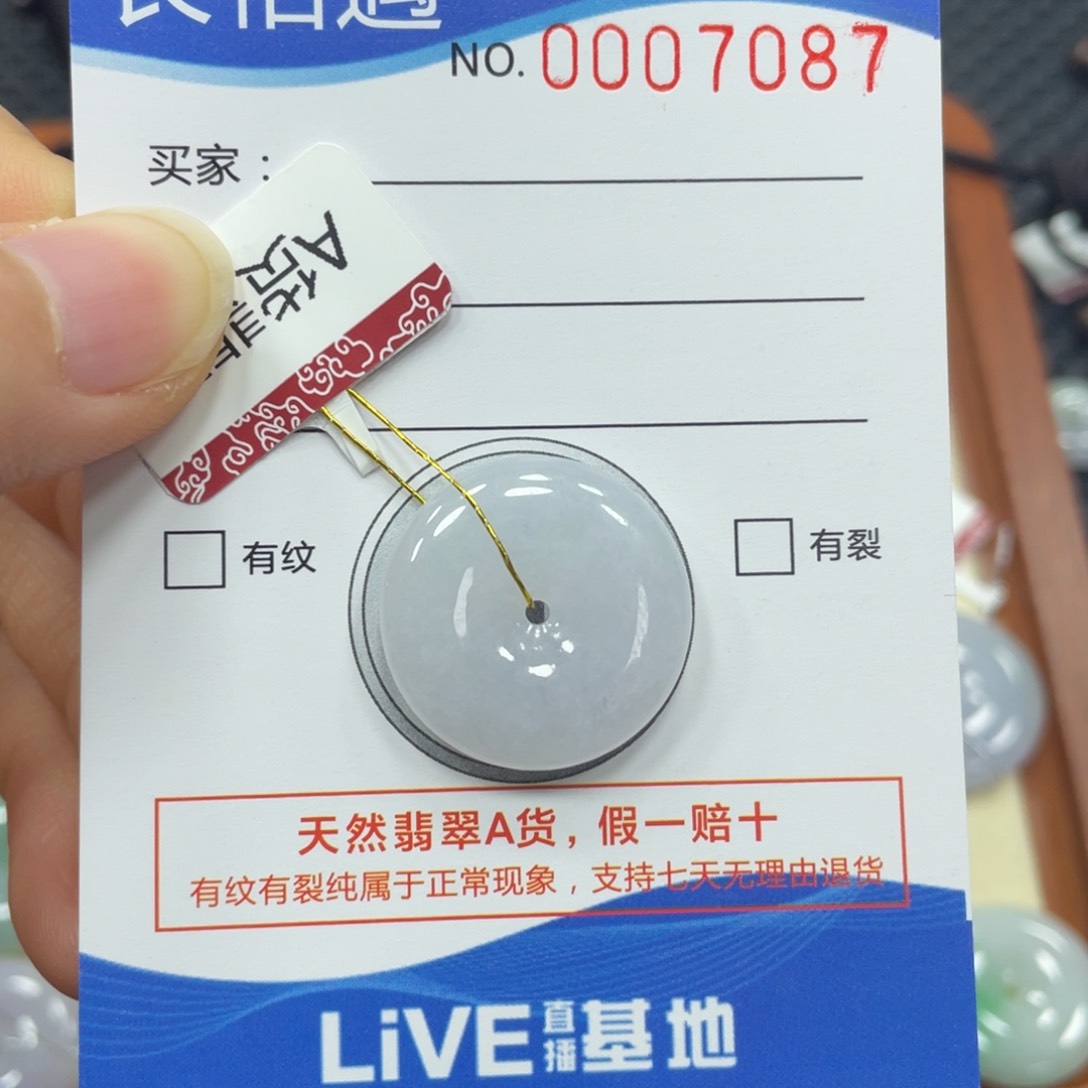 NO. 0007087
买家：
A货
有纹
有裂
天然翡翠A货，假一赔十
有纹有裂纯属于正常现象，支持七天无理由退货
LiVE直播基地